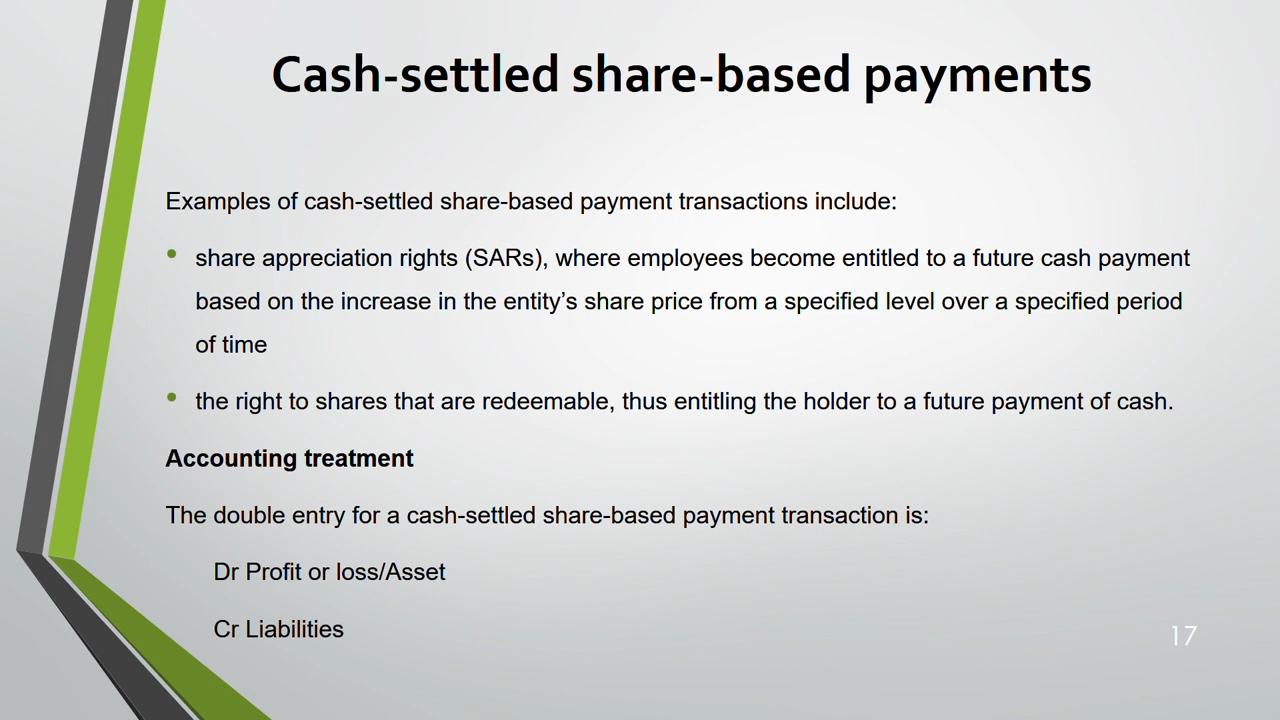 Cash-settled share-based payments
Examples of cash-settled share-based payment transactions include:
• share appreciation rights (SARs), where employees become entitled to a future cash payment
based on the increase in the entity’s share price from a specified level over a specified period
of time
• the right to shares that are redeemable, thus entitling the holder to a future payment of cash.
Accounting treatment
The double entry for a cash-settled share-based payment transaction is:
Dr Profit or loss/Asset
Cr Liabilities
17